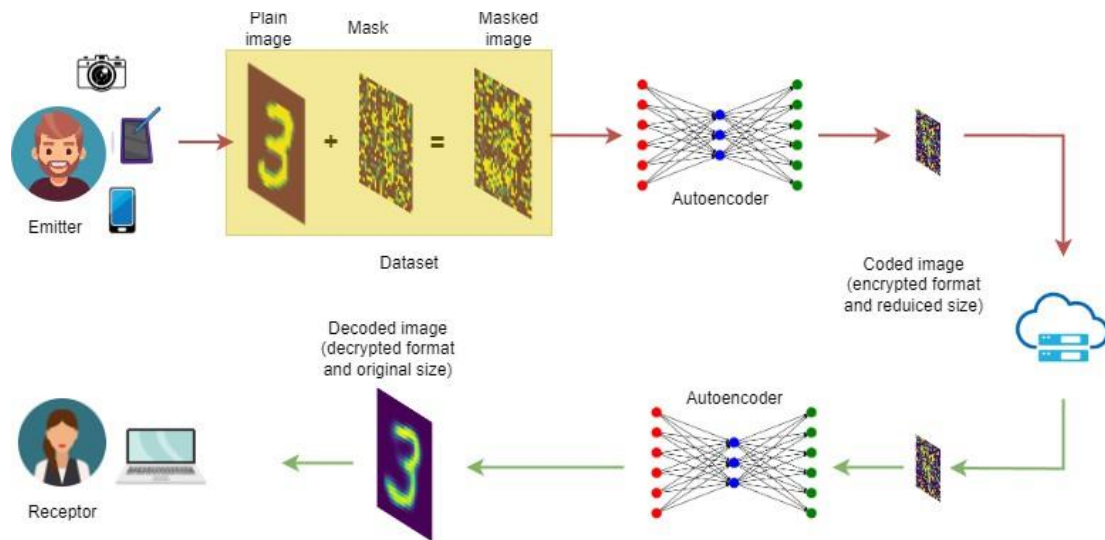 Plain
image
Mask
Masked
image
+
=
Emitter
Autoencoder
Dataset
Coded image
(encrypted format
and reduiced size)
Decoded image
(decrypted format
and original size)
Autoencoder
Receptor